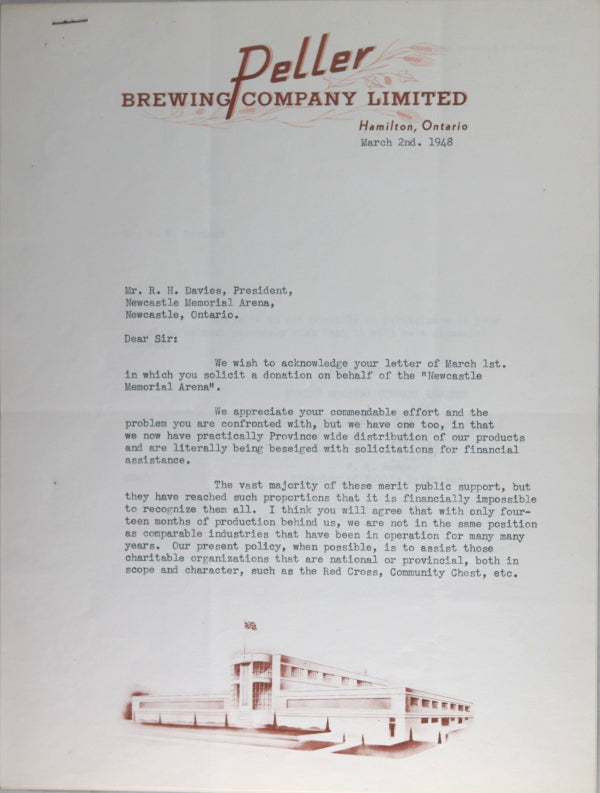 Peller
BREWING COMPANY LIMITED
Hamilton, Ontario
March 2nd. 1948
Mr. R. H. Davies, President,
Newcastle Memorial Arena,
Newcastle, Ontario.
Dear Sir:
We wish to acknowledge your letter of March 1st.
in which you solicit a donation on behalf of the "Newcastle
Memorial Arena".
We appreciate your commendable effort and the
problem you are confronted with, but we have one too, in that
we now have practically Province wide distribution of our products
and are literally being beseiged with solicitations for financial
assistance.
The vast majority of these merit public support, but
they have reached such proportions that it is financially impossible
to recognize them all.  I think you will agree that with only four-
teen months of production behind us, we are not in the same position
as comparable industries that have been in operation for many many
years.  Our present policy, when possible, is to assist those
charitable organizations that are national or provincial, both in
scope and character, such as the Red Cross, Community Chest, etc.